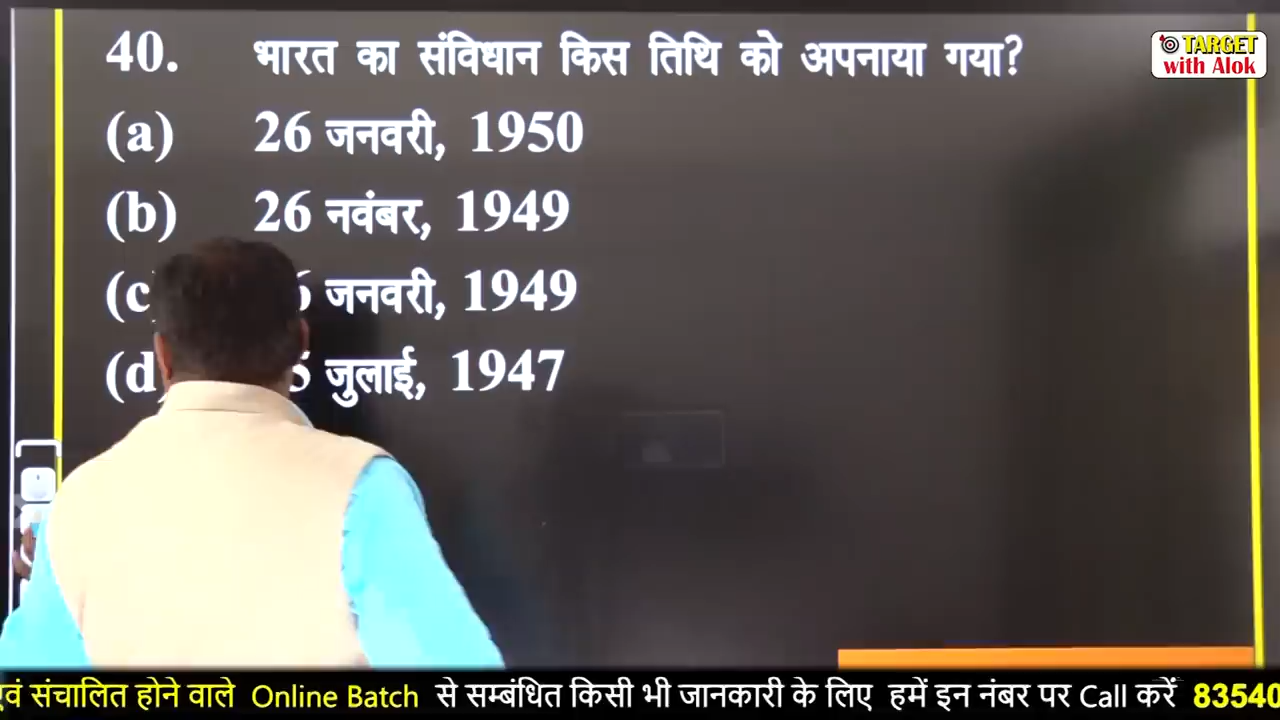 TARGET
with Alok
40. भारत का संविधान किस तिथि को अपनाया गया?
(a) 26 जनवरी, 1950
(b) 26 नवंबर, 1949
(c जनवरी, 1949
(d जुलाई, 1947
एवं संचालित होने वाले Online Batch से सम्बंधित किसी भी जानकारी के लिए हमें इन नंबर पर Call करें 83540